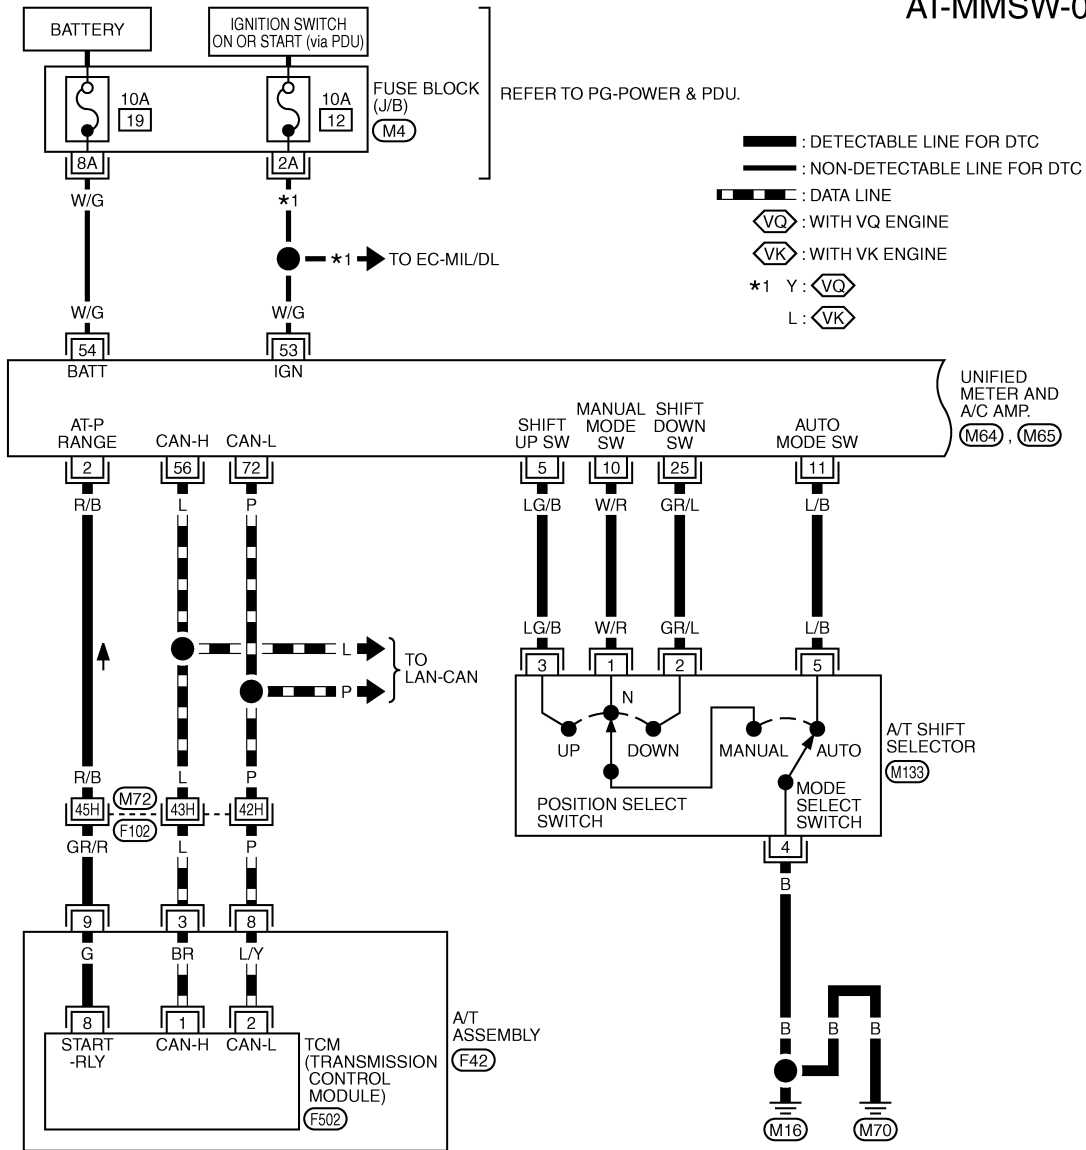 AT-MMSW-0
BATTERY
IGNITION SWITCH
ON OR START (via PDU)
10A
19
10A
12
FUSE BLOCK
(J/B)
M4
REFER TO PG-POWER & PDU.
8A
2A
W/G
*1
*1
TO EC-MIL/DL
W/G
W/G
: DETECTABLE LINE FOR DTC
: NON-DETECTABLE LINE FOR DTC
: DATA LINE
VQ : WITH VQ ENGINE
VK : WITH VK ENGINE
*1 Y : VQ
L : VK
54
53
BATT
IGN
UNIFIED
METER AND
A/C AMP.
M64 , M65
AT-P
RANGE
CAN-H
CAN-L
SHIFT
UP SW
MANUAL
MODE
SW
SHIFT
DOWN
SW
AUTO
MODE SW
2
56
72
5
10
25
11
R/B
L
P
LG/B
W/R
GR/L
L/B
LG/B
W/R
GR/L
L/B
L
P
TO
LAN-CAN
3
1
2
5
N
UP
DOWN
MANUAL
AUTO
POSITION SELECT
SWITCH
MODE
SELECT
SWITCH
A/T SHIFT
SELECTOR
M133
4
R/B
L
P
45H
M72
F102
43H
42H
GR/R
L
P
9
3
8
G
BR
L/Y
8
1
2
START
-RLY
CAN-H
CAN-L
TCM
(TRANSMISSION
CONTROL
MODULE)
F502
A/T
ASSEMBLY
F42
B
B
B
B
M16
M70